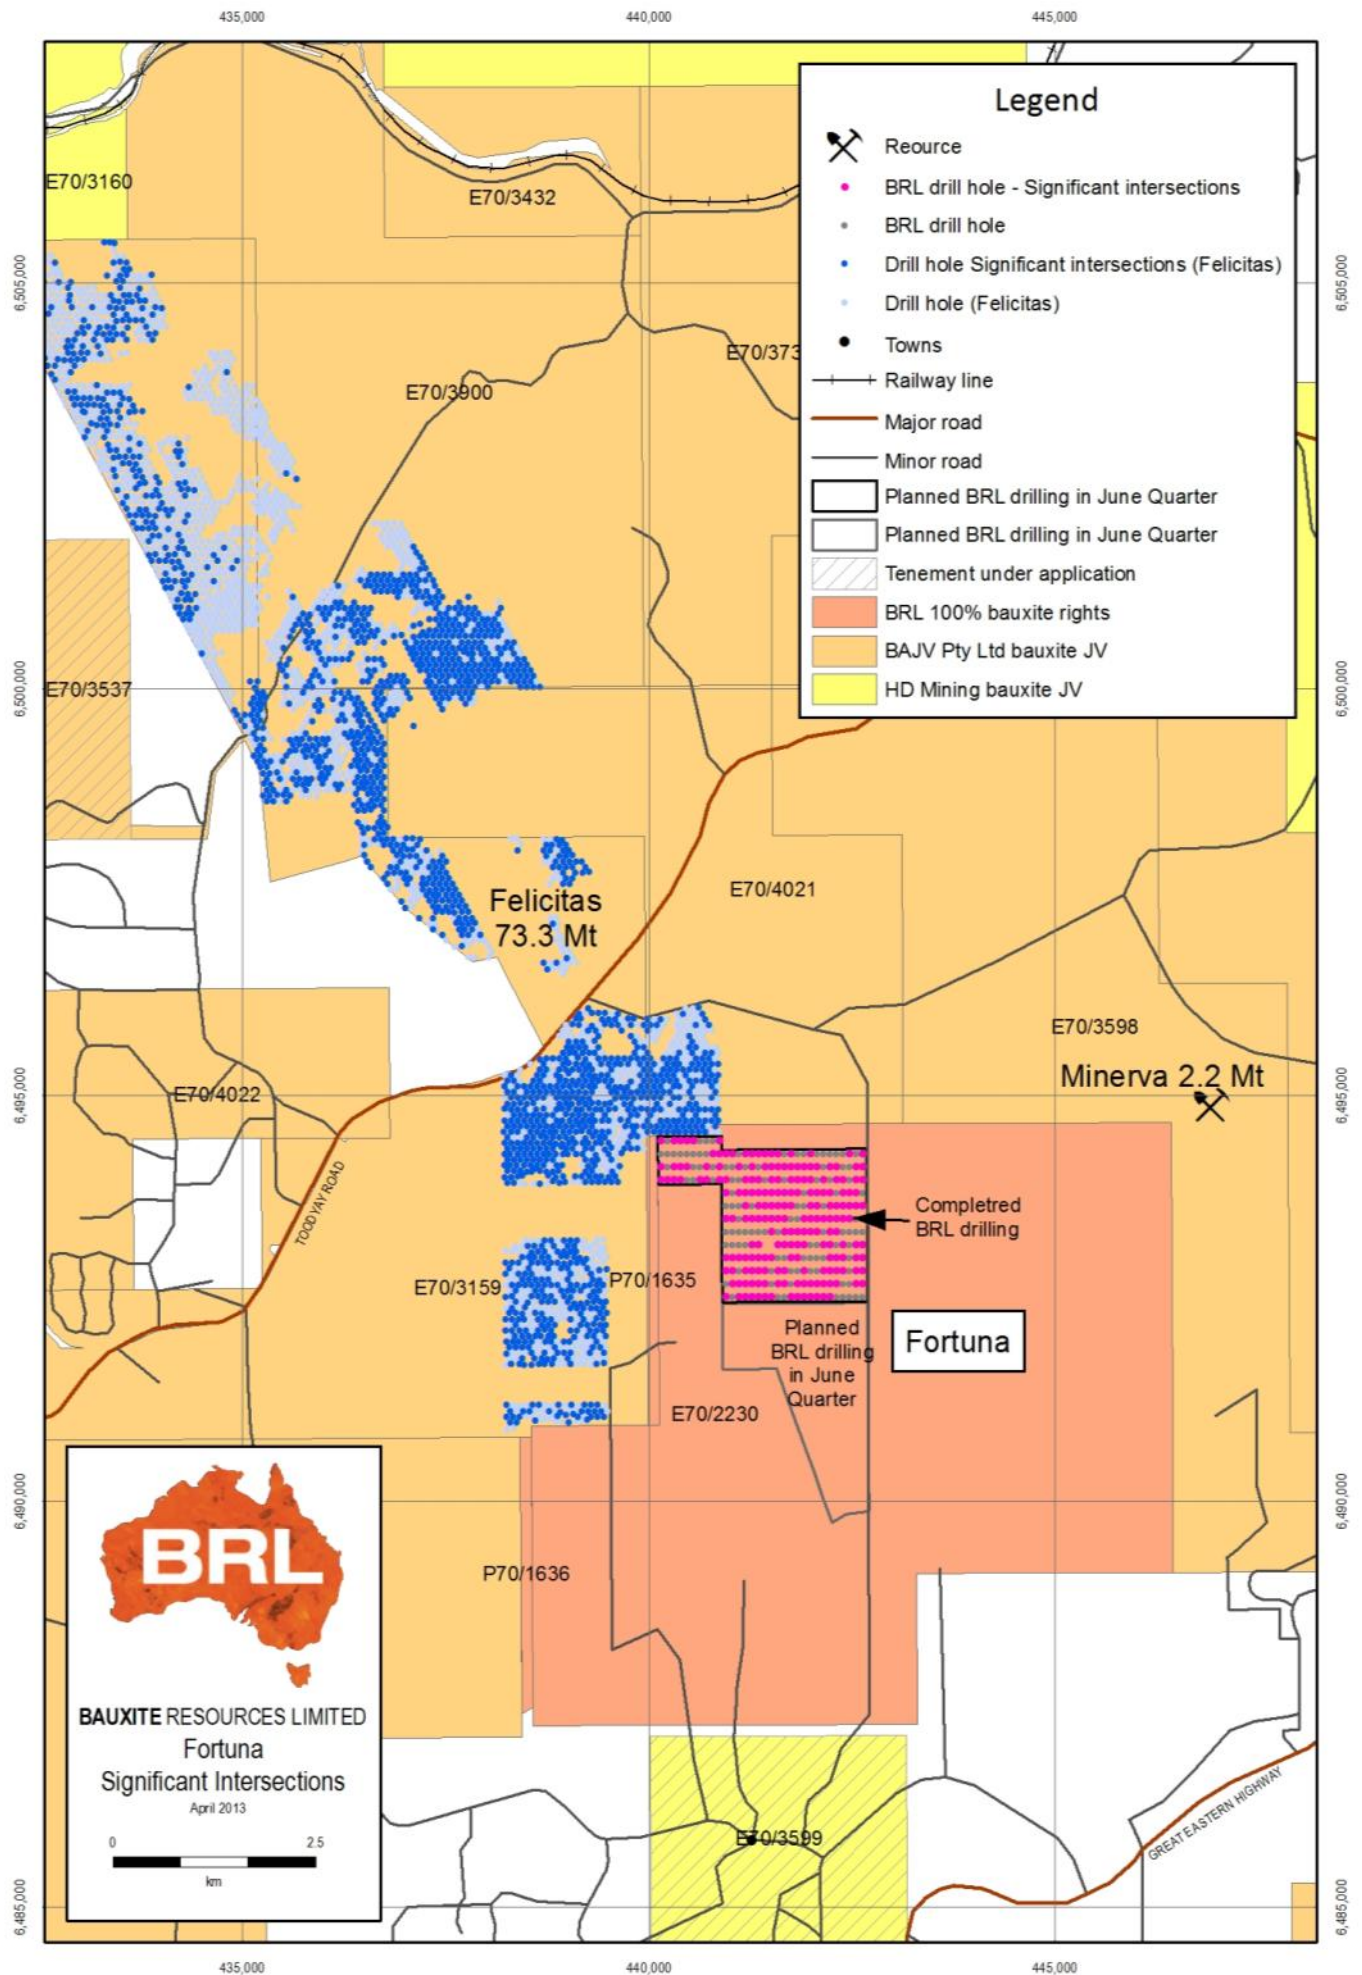 435,000
440,000
445,000
Legend
Reource
BRL drill hole - Significant intersections
BRL drill hole
Drill hole Significant intersections (Felicitas)
Drill hole (Felicitas)
Towns
Railway line
Major road
Minor road
Planned BRL drilling in June Quarter
Planned BRL drilling in June Quarter
Tenement under application
BRL 100% bauxite rights
BAJV Pty Ltd bauxite JV
HD Mining bauxite JV
E70/3160
E70/3432
6,505,000
6,505,000
E70/373
E70/3900
E70/3537
6,500,000
6,500,000
E70/4021
Felicitas
73.3 Mt
E70/3598
Minerva 2.2 Mt
E70/4022
6,495,000
6,495,000
TOODYAY ROAD
Completred
BRL drilling
E70/3159
P70/1635
Planned
BRL drilling
in June
Quarter
Fortuna
E70/2230
6,490,000
6,490,000
P70/1636
BRL
BAUXITE RESOURCES LIMITED
Fortuna
Significant Intersections
April 2013
0 2.5
km
E70/3599
GREAT EASTERN HIGHWAY
6,485,000
6,485,000
435,000
440,000
445,000